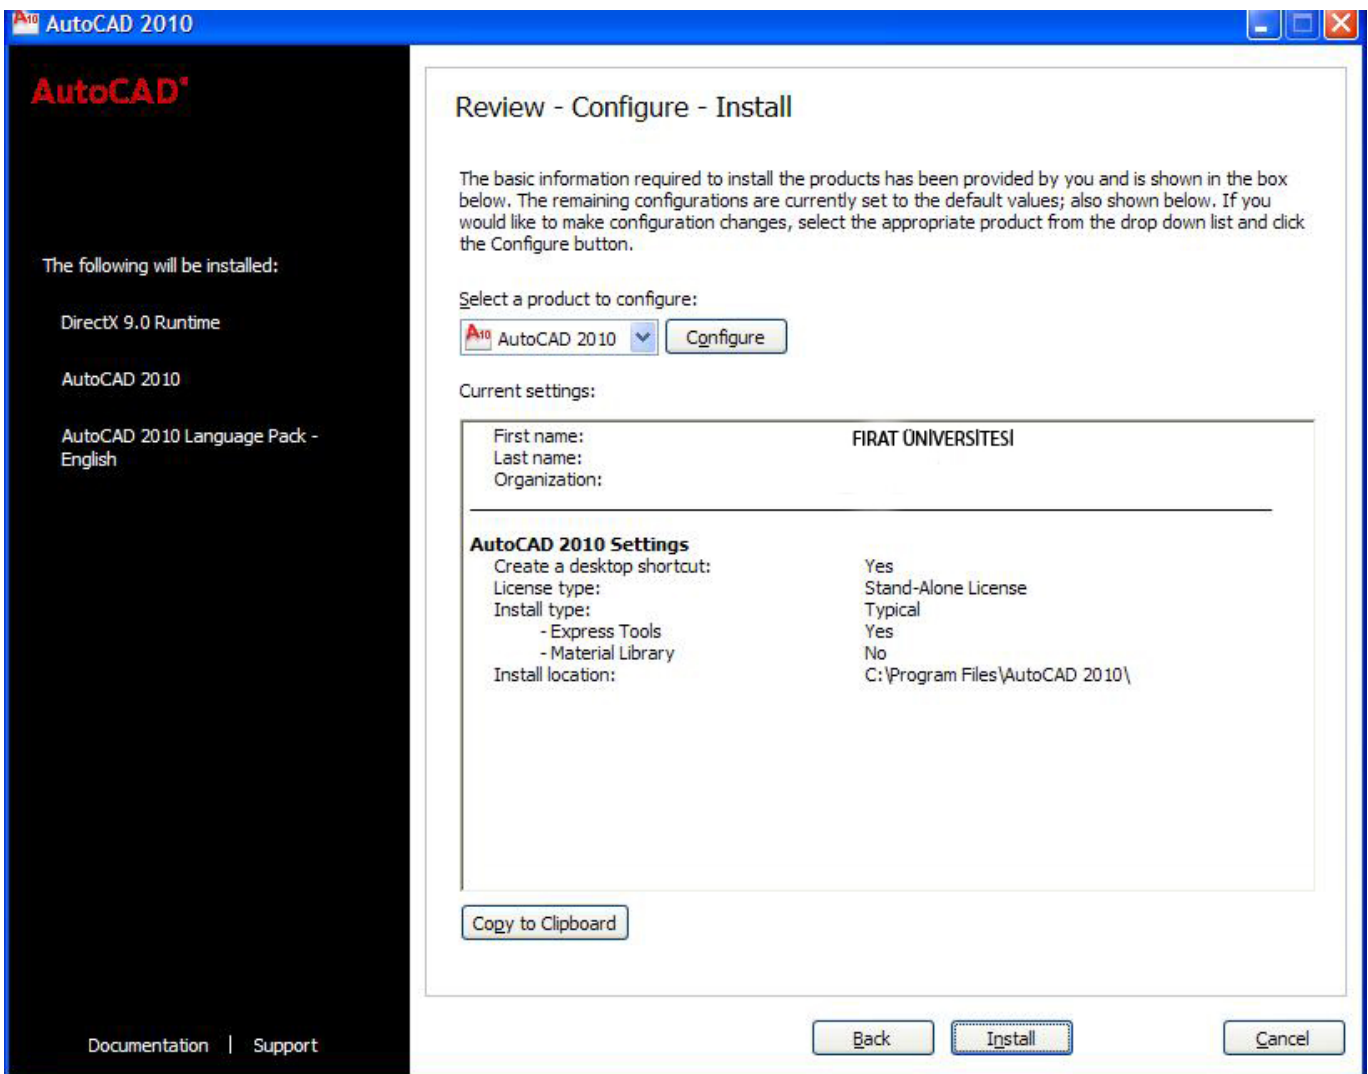 AutoCAD 2010
AutoCAD
The following will be installed:
DirectX 9.0 Runtime
AutoCAD 2010
AutoCAD 2010 Language Pack -
English
Documentation | Support
Review - Configure - Install
The basic information required to install the products has been provided by you and is shown in the box
below. The remaining configurations are currently set to the default values; also shown below. If you
would like to make configuration changes, select the appropriate product from the drop down list and click
the Configure button.
Select a product to configure:
A10 AutoCAD 2010 Configure
Current settings:
First name: FIRAT ÜNİVERSİTESİ
Last name:
Organization:
AutoCAD 2010 Settings
Create a desktop shortcut: Yes
License type: Stand-Alone License
Install type: Typical
- Express Tools Yes
- Material Library No
Install location: C:\Program Files\AutoCAD 2010\
Copy to Clipboard
Back Install Cancel